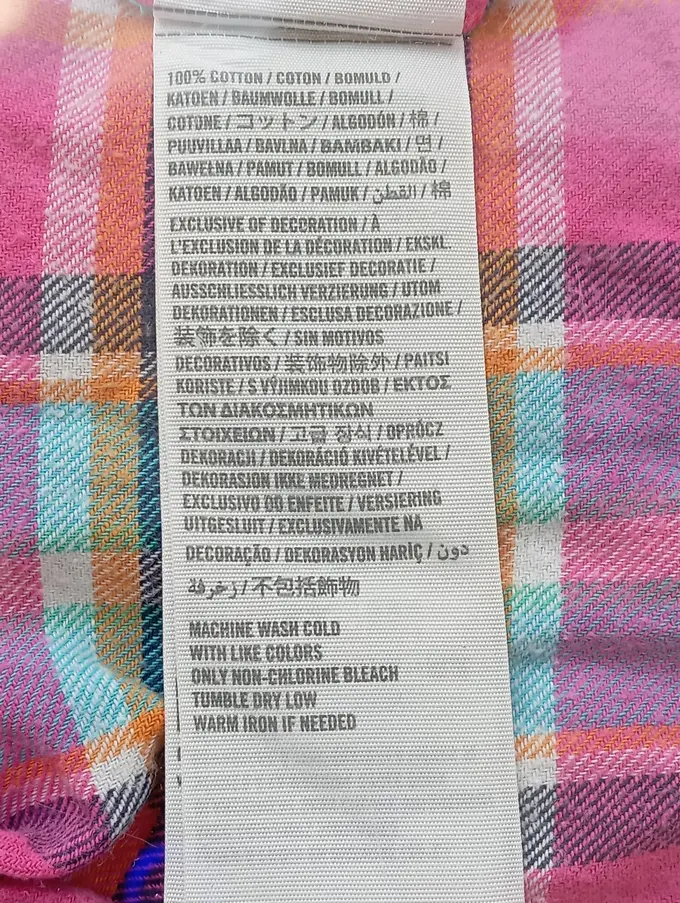 100% COTTON / COTON / BOMULD /
KATOEN / BAUMWOLLE / BOMULL /
COTONE / コットン / ALGODÓN / 棉 /
PUUVILLAA / BAVLNA / BAMBAKI / 면 /
BAWEŁNA / PAMUT / BOMULL / ALGODÃO /
KATOEN / ALGODÃO / PAMUK / القطن / 棉
EXCLUSIVE OF DECORATION / À
L'EXCLUSION DE LA DÉCORATION / EKSKL.
DEKORATION / EXCLUSIEF DECORATIE /
AUSSCHLIESSLICH VERZIERUNG / UTOM
DEKORATIONEN / ESCLUSA DECORAZIONE /
装飾を除く / SIN MOTIVOS
DECORATIVOS / 装飾物除外 / PAITSI
KORISTE / S VÝJIMKOU OZDOB / ΕΚΤΟΣ
ΤΩΝ ΔΙΑΚΟΣΜΗΤΙΚΩΝ
ΣΤΟΙΧΕΙΩΝ / 고급 장식 / OPRÓCZ
DEKORACJI / DEKORÁCIÓ KIVÉTELÉVEL /
DEKORASJON IKKE MEDREGNET /
EXCLUSIVO DO ENFEITE / VERSIERING
UITGESLUIT / EXCLUSIVAMENTE NA
DECORAÇÃO / DEKORASYON HARİÇ / دون
زخرفة / 不包括飾物
MACHINE WASH COLD
WITH LIKE COLORS
ONLY NON-CHLORINE BLEACH
TUMBLE DRY LOW
WARM IRON IF NEEDED